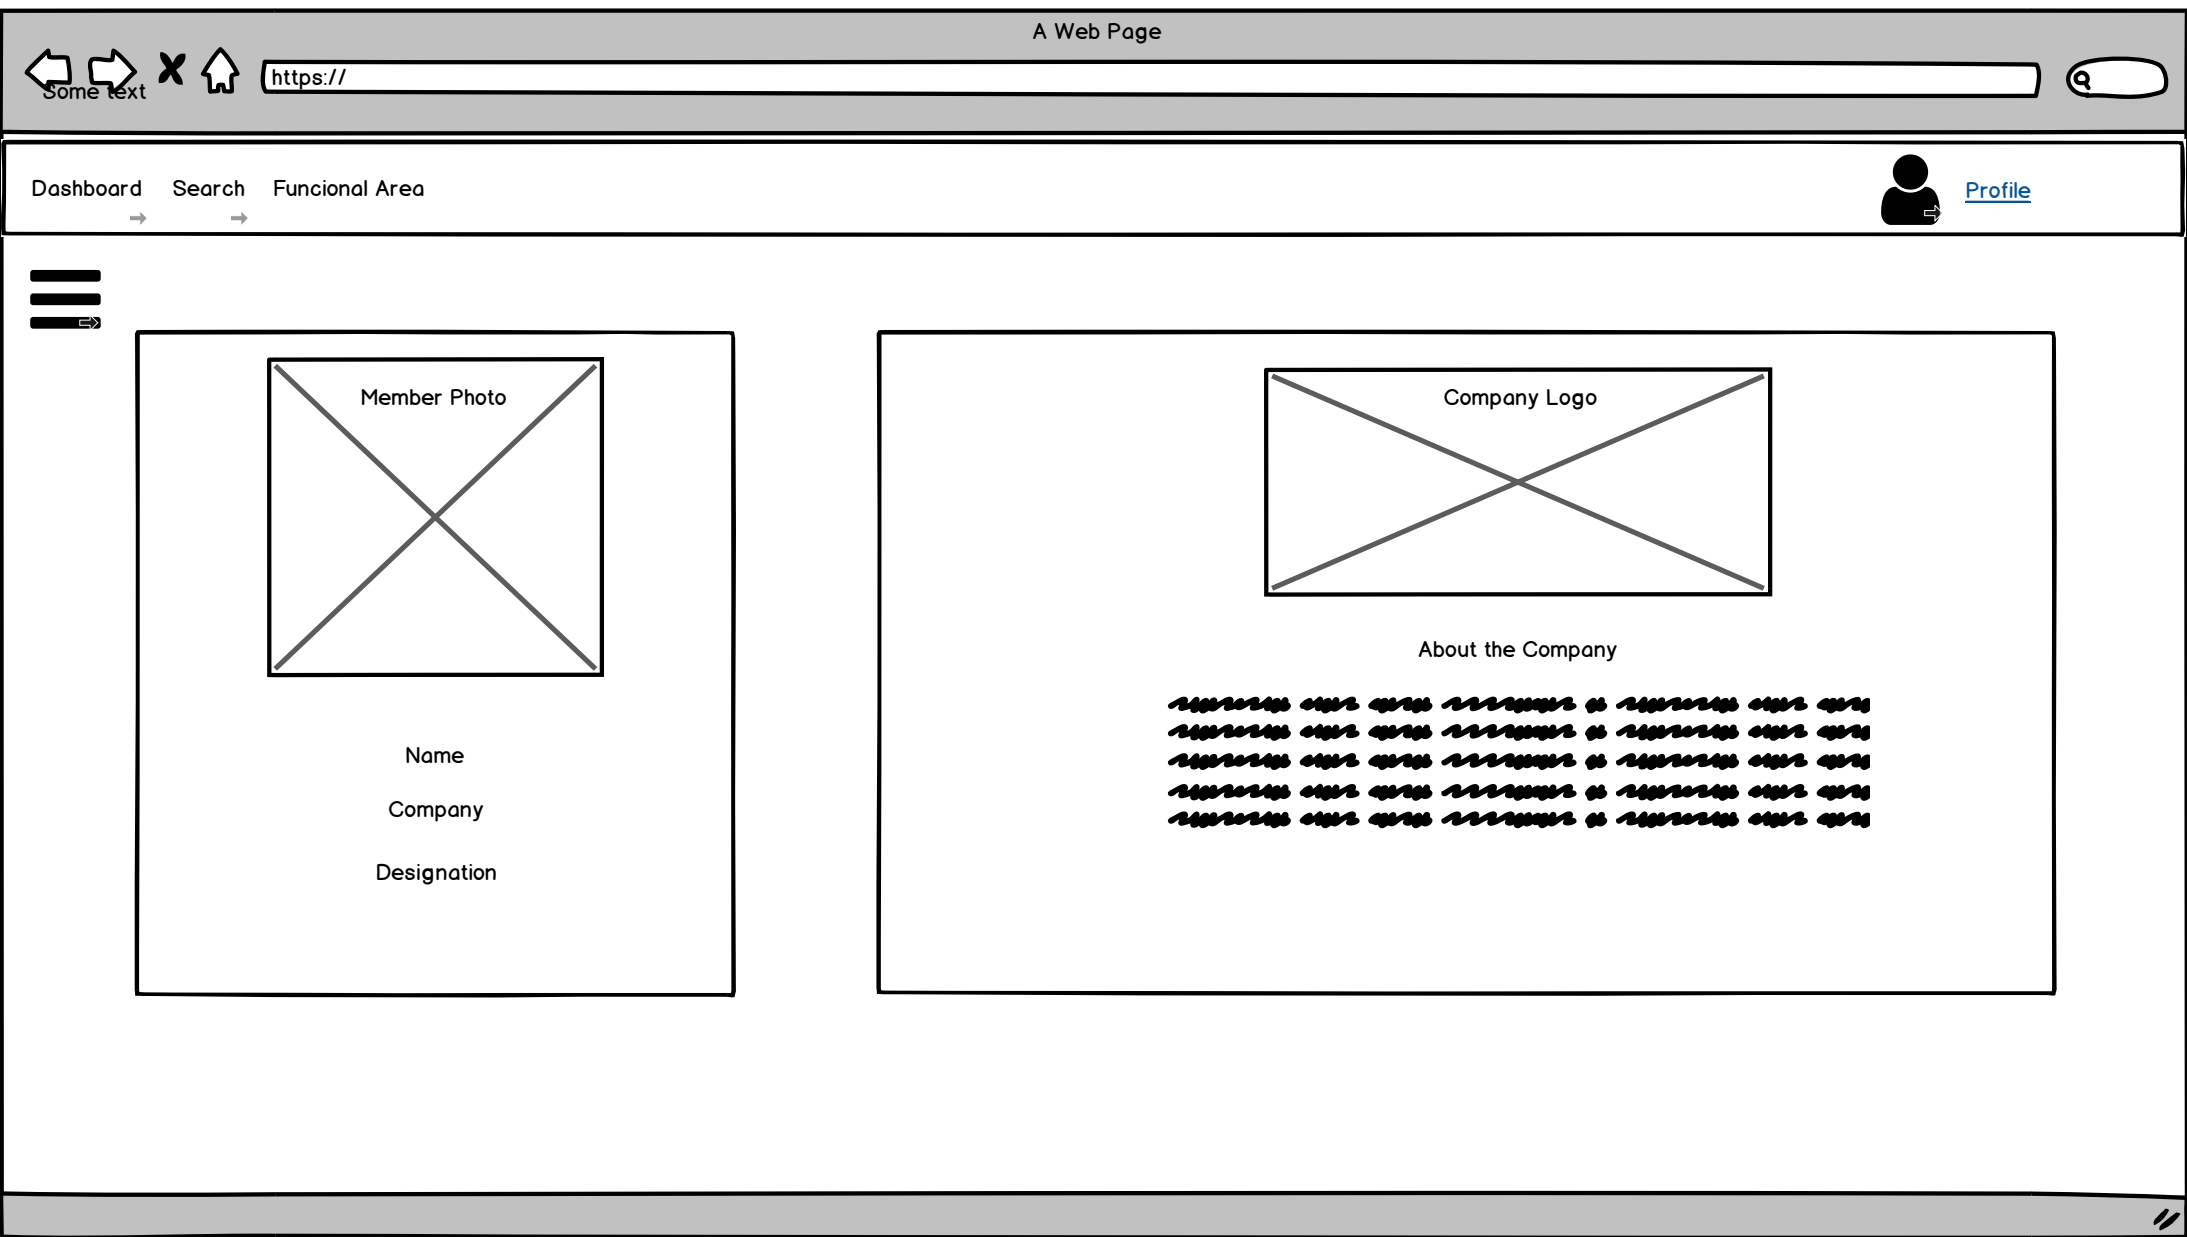 A Web Page
https://
Some text
Dashboard Search Funcional Area Profile
Member Photo
Company Logo
About the Company
Name
Company
Designation